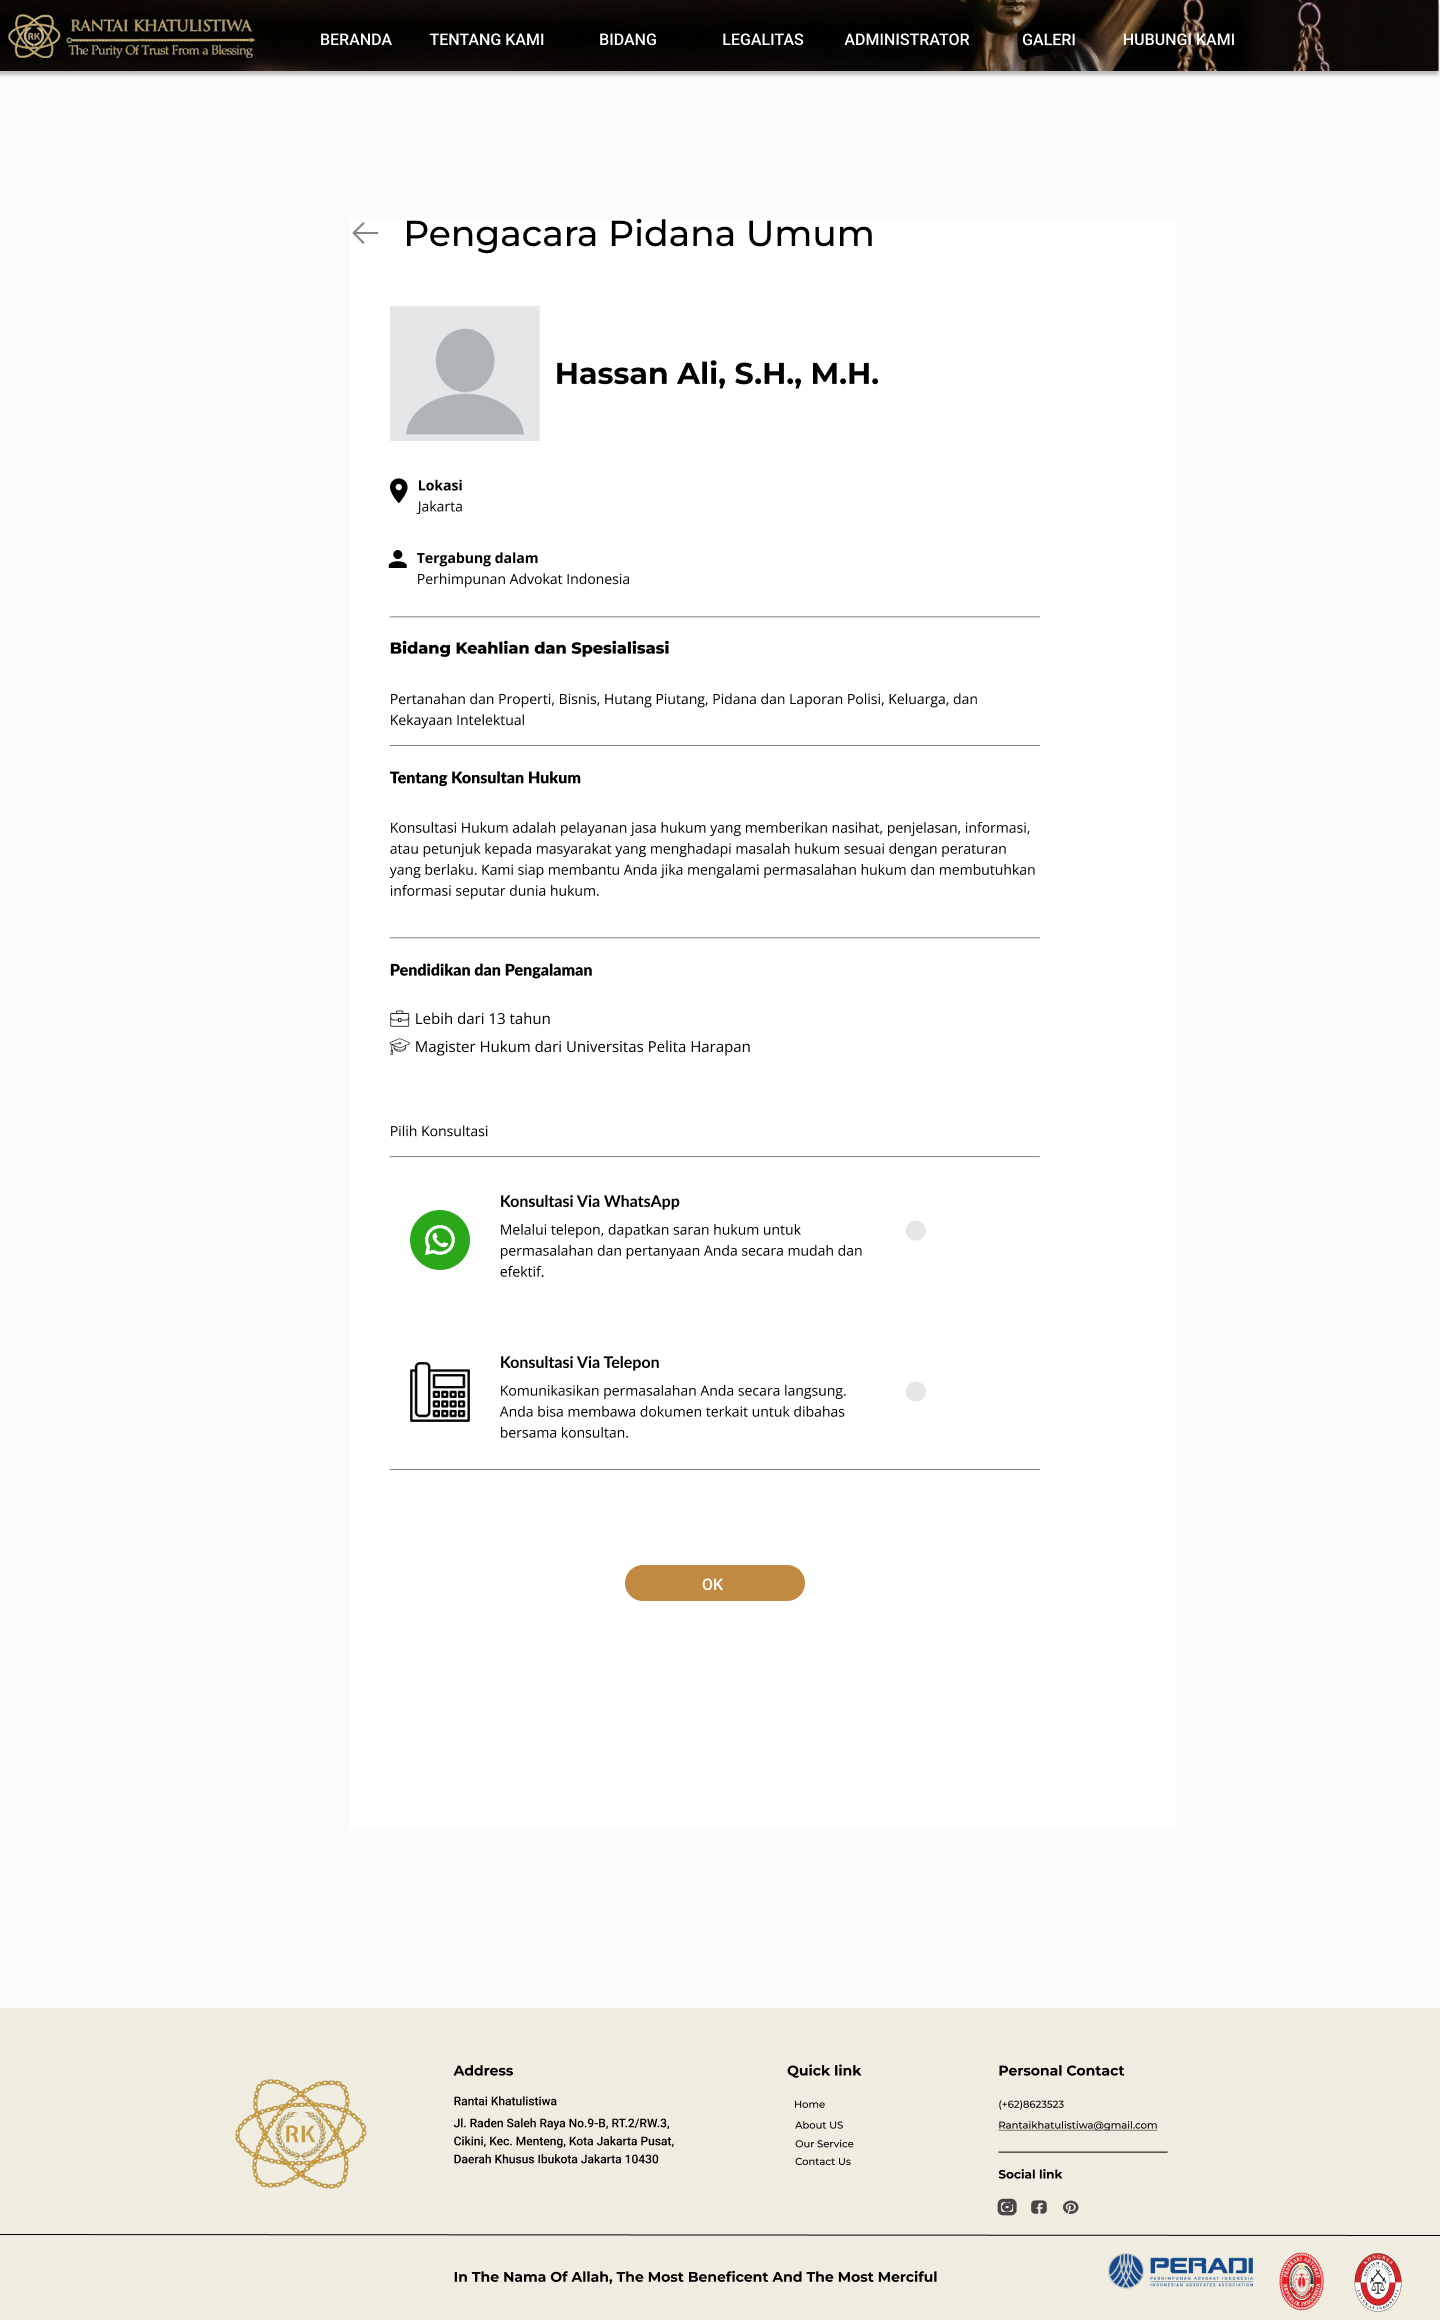 RANTAI KHATULISTIWA
The Purity Of Trust From a Blessing
RK
BERANDA TENTANG KAMI BIDANG LEGALITAS ADMINISTRATOR GALERI HUBUNGI KAMI
Pengacara Pidana Umum
Hassan Ali, S.H., M.H.
Lokasi
Jakarta
Tergabung dalam
Perhimpunan Advokat Indonesia
Bidang Keahlian dan Spesialisasi
Pertanahan dan Properti, Bisnis, Hutang Piutang, Pidana dan Laporan Polisi, Keluarga, dan
Kekayaan Intelektual
Tentang Konsultan Hukum
Konsultasi Hukum adalah pelayanan jasa hukum yang memberikan nasihat, penjelasan, informasi,
atau petunjuk kepada masyarakat yang menghadapi masalah hukum sesuai dengan peraturan
yang berlaku. Kami siap membantu Anda jika mengalami permasalahan hukum dan membutuhkan
informasi seputar dunia hukum.
Pendidikan dan Pengalaman
Lebih dari 13 tahun
Magister Hukum dari Universitas Pelita Harapan
Pilih Konsultasi
Konsultasi Via WhatsApp
Melalui telepon, dapatkan saran hukum untuk
permasalahan dan pertanyaan Anda secara mudah dan
efektif.
Konsultasi Via Telepon
Komunikasikan permasalahan Anda secara langsung.
Anda bisa membawa dokumen terkait untuk dibahas
bersama konsultan.
OK
RK
Address
Rantai Khatulistiwa
Jl. Raden Saleh Raya No.9-B, RT.2/RW.3,
Cikini, Kec. Menteng, Kota Jakarta Pusat,
Daerah Khusus Ibukota Jakarta 10430
Quick link
Home
About US
Our Service
Contact Us
Personal Contact
(+62)8623523
Rantaikhatulistiwa@gmail.com
Social link
In The Nama Of Allah, The Most Beneficent And The Most Merciful
PERADI
PERHIMPUNAN ADVOKAT INDONESIA
INDONESIAN ADVOCATES ASSOCIATION
KONGRES
ADVOKAT INDONESIA